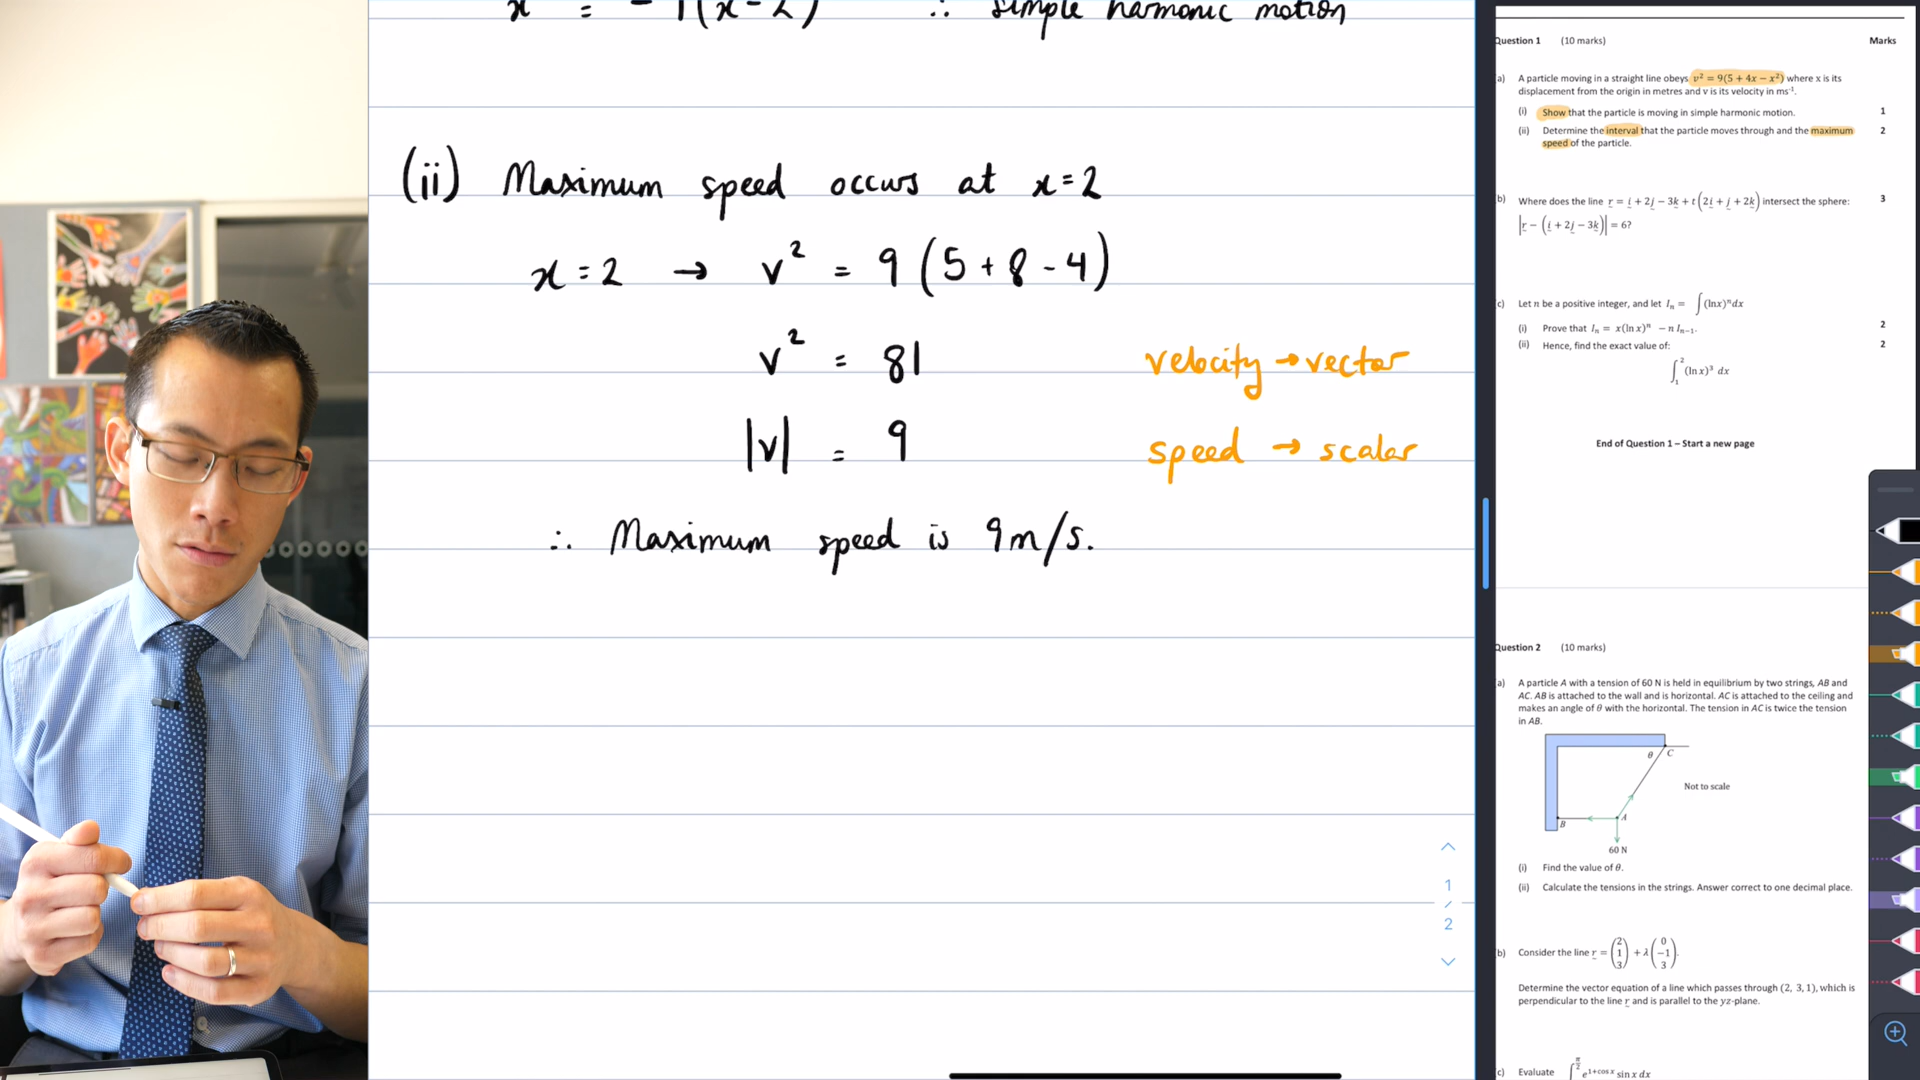 ∴ simple harmonic motion
(ii) Maximum speed occurs at x=2
x=2 → v² = 9(5+8-4)
v² = 81
velocity → vector
|v| = 9
speed → scalar
∴ Maximum speed is 9m/s.
1
/
2
Question 1 (10 marks) Marks
a) A particle moving in a straight line obeys v² = 9(5 + 4x − x²) where x is its
displacement from the origin in metres and v is its velocity in ms⁻¹.
(i) Show that the particle is moving in simple harmonic motion. 1
(ii) Determine the interval that the particle moves through and the maximum 2
speed of the particle.
b) Where does the line r = i + 2j − 3k + t(2i + j + 2k) intersect the sphere: 3
|r − (i + 2j − 3k)| = 6?
c) Let n be a positive integer, and let Iₙ = ∫(lnx)ⁿdx
(i) Prove that Iₙ = x(ln x)ⁿ − n Iₙ₋₁. 2
(ii) Hence, find the exact value of: 2
∫₁² (ln x)³ dx
End of Question 1 – Start a new page
Question 2 (10 marks)
a) A particle A with a tension of 60 N is held in equilibrium by two strings, AB and
AC. AB is attached to the wall and is horizontal. AC is attached to the ceiling and
makes an angle of θ with the horizontal. The tension in AC is twice the tension
in AB.
θ C
Not to scale
B A
60 N
(i) Find the value of θ.
(ii) Calculate the tensions in the strings. Answer correct to one decimal place.
b) Consider the line r = (2 1 3) + λ(0 −1 3).
Determine the vector equation of a line which passes through (2, 3, 1), which is
perpendicular to the line r and is parallel to the yz-plane.
c) Evaluate ∫ e^(1+cos x) sin x dx